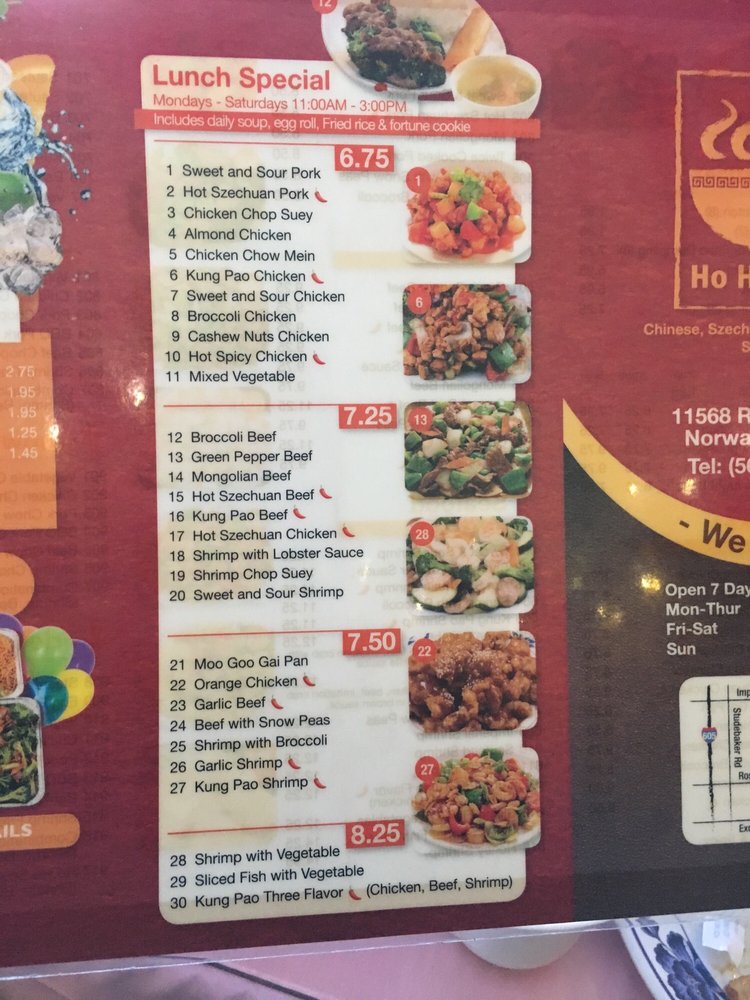 12
Lunch Special
Mondays - Saturdays 11:00AM - 3:00PM
Includes daily soup, egg roll, Fried rice & fortune cookie
6.75
1 Sweet and Sour Pork
2 Hot Szechuan Pork
3 Chicken Chop Suey
4 Almond Chicken
5 Chicken Chow Mein
6 Kung Pao Chicken
7 Sweet and Sour Chicken
8 Broccoli Chicken
9 Cashew Nuts Chicken
10 Hot Spicy Chicken
11 Mixed Vegetable
1
6
7.25
12 Broccoli Beef
13 Green Pepper Beef
14 Mongolian Beef
15 Hot Szechuan Beef
16 Kung Pao Beef
17 Hot Szechuan Chicken
18 Shrimp with Lobster Sauce
19 Shrimp Chop Suey
20 Sweet and Sour Shrimp
13
28
7.50
21 Moo Goo Gai Pan
22 Orange Chicken
23 Garlic Beef
24 Beef with Snow Peas
25 Shrimp with Broccoli
26 Garlic Shrimp
27 Kung Pao Shrimp
22
27
8.25
28 Shrimp with Vegetable
29 Sliced Fish with Vegetable
30 Kung Pao Three Flavor (Chicken, Beef, Shrimp)
2.75
1.95
1.95
1.25
1.45
AILS
Ho H
Chinese, Szech
S
11568 R
Norwa
Tel: (5
- We
Open 7 Day
Mon-Thur
Fri-Sat
Sun
Imp
605
Studebaker Rd
Ros
Exc